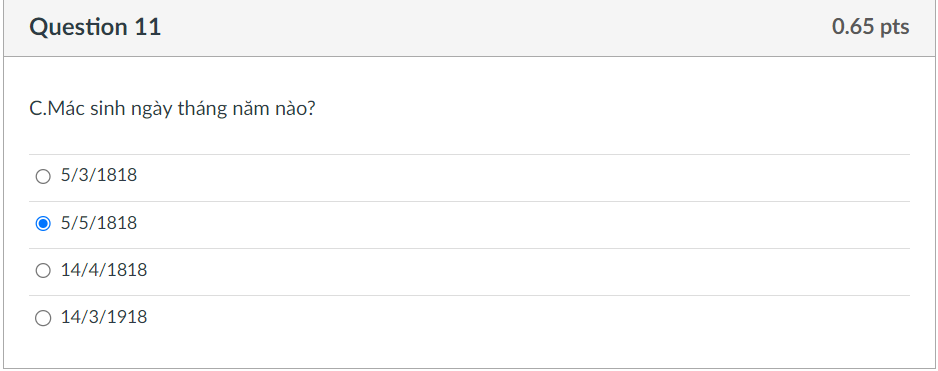 Question 11
0.65 pts
C.Mác sinh ngày tháng năm nào?
5/3/1818
5/5/1818
14/4/1818
14/3/1918